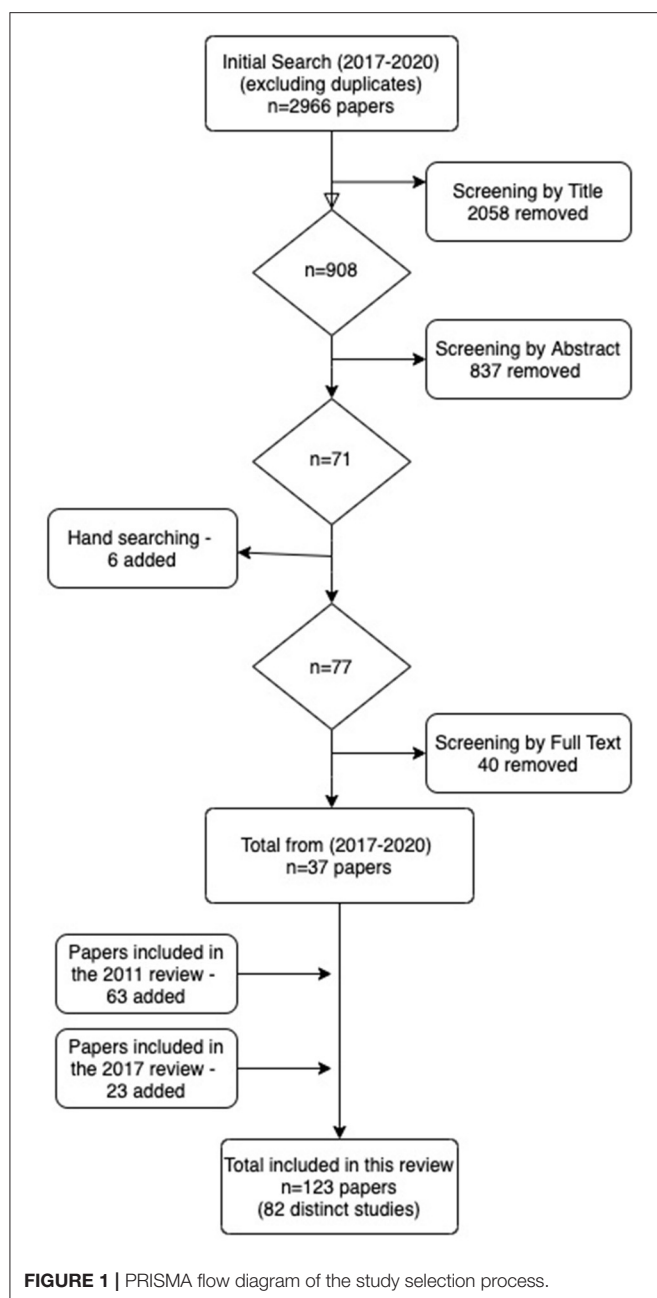 Initial Search (2017-2020)
(excluding duplicates)
n=2966 papers
Screening by Title
2058 removed
n=908
Screening by Abstract
837 removed
n=71
Hand searching -
6 added
n=77
Screening by Full Text
40 removed
Total from (2017-2020)
n=37 papers
Papers included in
the 2011 review -
63 added
Papers included in
the 2017 review -
23 added
Total included in this review
n=123 papers
(82 distinct studies)
FIGURE 1 | PRISMA flow diagram of the study selection process.